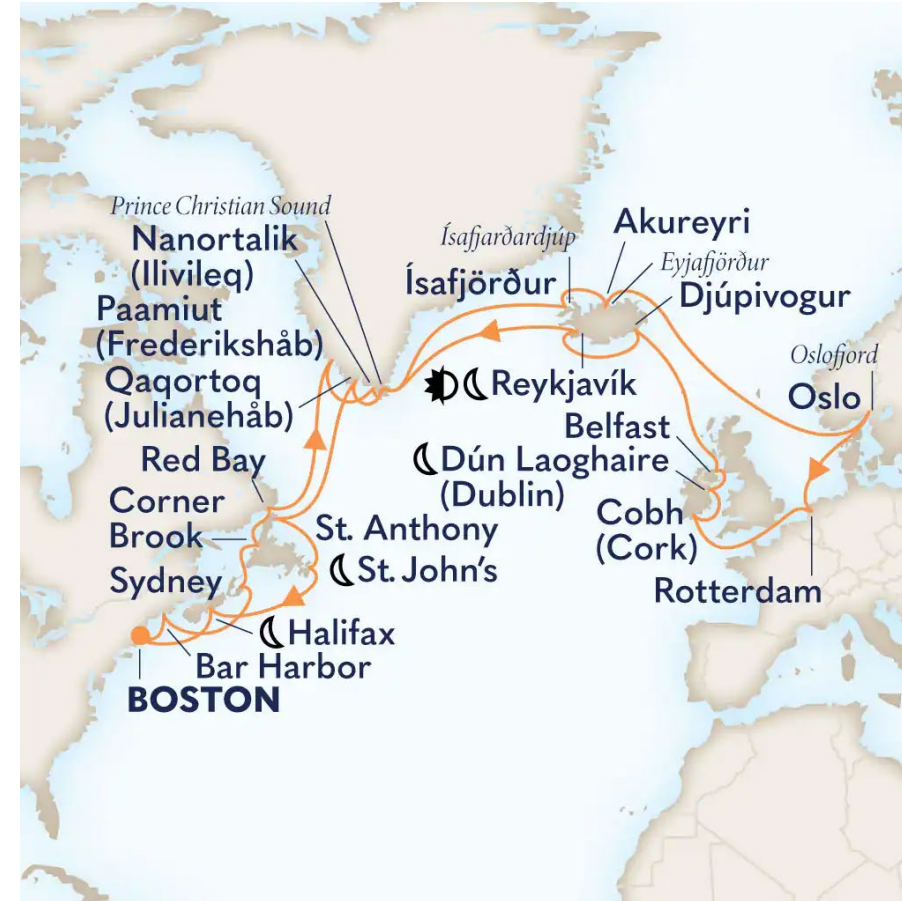 Prince Christian Sound
Nanortalik
(Ilivileq)
Paamiut
(Frederikshåb)
Qaqortoq
(Julianehåb)
Red Bay
Corner
Brook
Sydney
Ísafjarðardjúp
Ísafjörður
Akureyri
Eyjafjörður
Djúpivogur
Reykjavík
Oslofjord
Oslo
Belfast
Dún Laoghaire
(Dublin)
Cobh
(Cork)
Rotterdam
St. Anthony
St. John's
Halifax
Bar Harbor
BOSTON